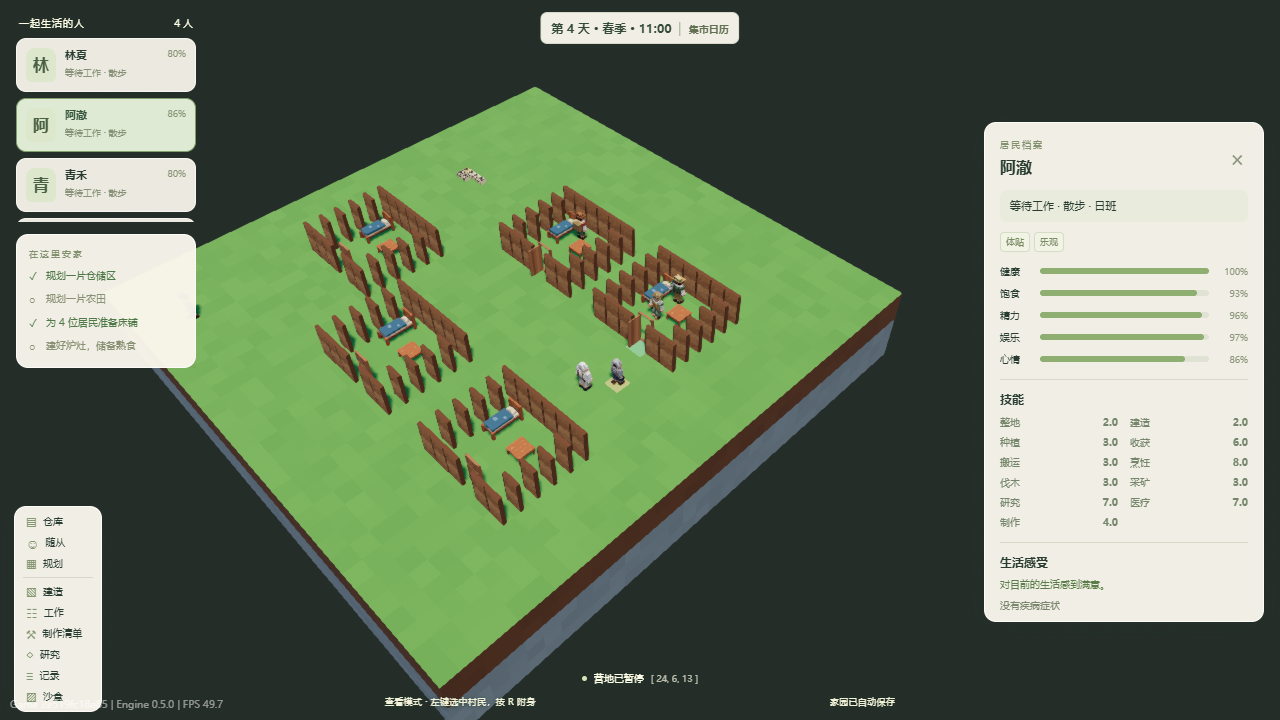 一起生活的人 4 人
林 林夏 80%
等待工作 · 散步
阿 阿澈 86%
等待工作 · 散步
青 青禾 80%
等待工作 · 散步
在这里安家
✓ 规划一片仓储区
○ 规划一片农田
✓ 为 4 位居民准备床铺
○ 建好炉灶，储备熟食
仓库
随从
规划
建造
工作
制作清单
研究
记录
沙盒
| Engine 0.5.0 | FPS 49.7
第 4 天 • 春季 • 11:00 | 集市日历
营地已暂停 [ 24, 6, 13 ]
查看模式 · 左键选中村民，按 R 附身
家园已自动保存
居民档案
阿澈
等待工作 · 散步 · 日班
体贴 乐观
健康 100%
饱食 93%
精力 96%
娱乐 97%
心情 86%
技能
整地 2.0 建造 2.0
种植 3.0 收获 6.0
搬运 3.0 烹饪 8.0
伐木 3.0 采矿 3.0
研究 7.0 医疗 7.0
制作 4.0
生活感受
对目前的生活感到满意。
没有疾病症状